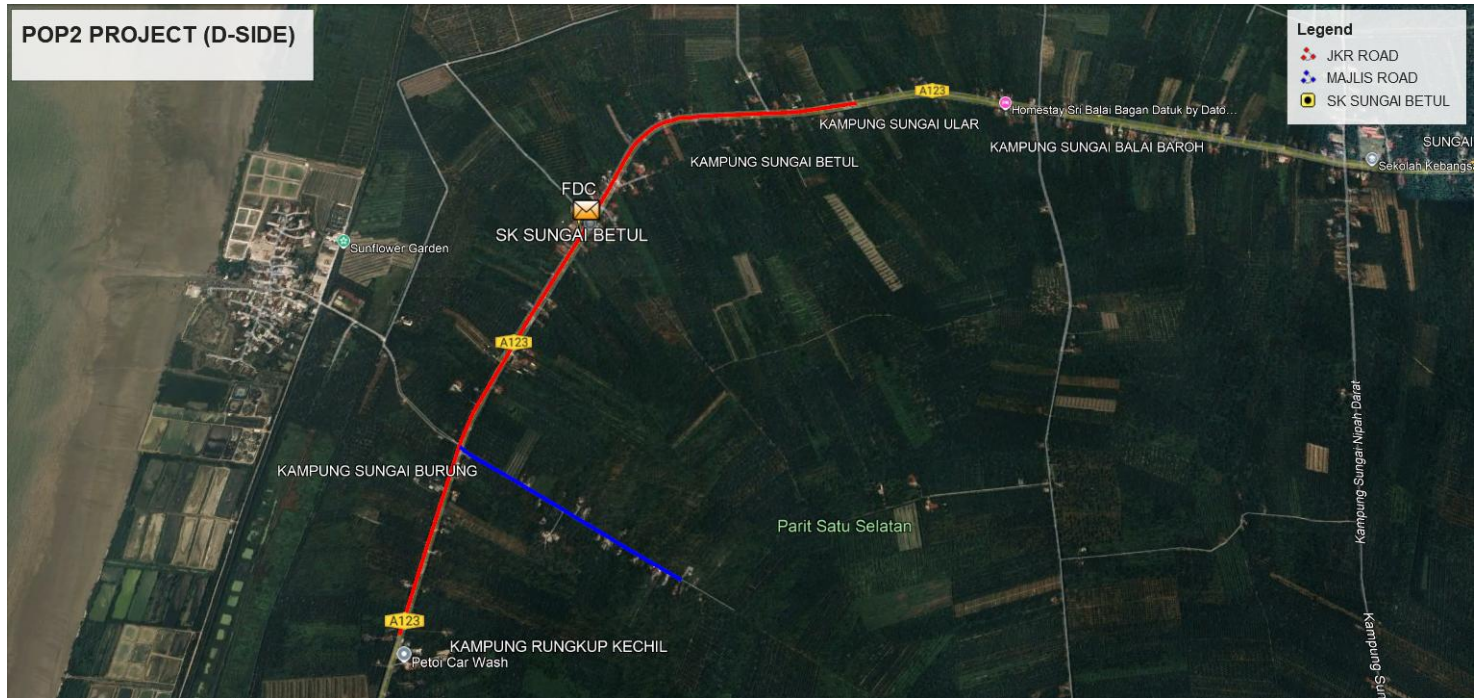 POP2 PROJECT (D-SIDE)
Legend
JKR ROAD
MAJLIS ROAD
SK SUNGAI BETUL
A123
Homestay Sri Balai Bagan Datuk by Dato...
KAMPUNG SUNGAI ULAR
KAMPUNG SUNGAI BALAI BAROH
SUNGAI
KAMPUNG SUNGAI BETUL
Sekolah Kebangs
FDC
SK SUNGAI BETUL
Sunflower Garden
A123
KAMPUNG SUNGAI BURUNG
Kampung Sungai Nipah Darat
Parit Satu Selatan
A123
KAMPUNG RUNGKUP KECHIL
Petoi Car Wash
Kampung Sun